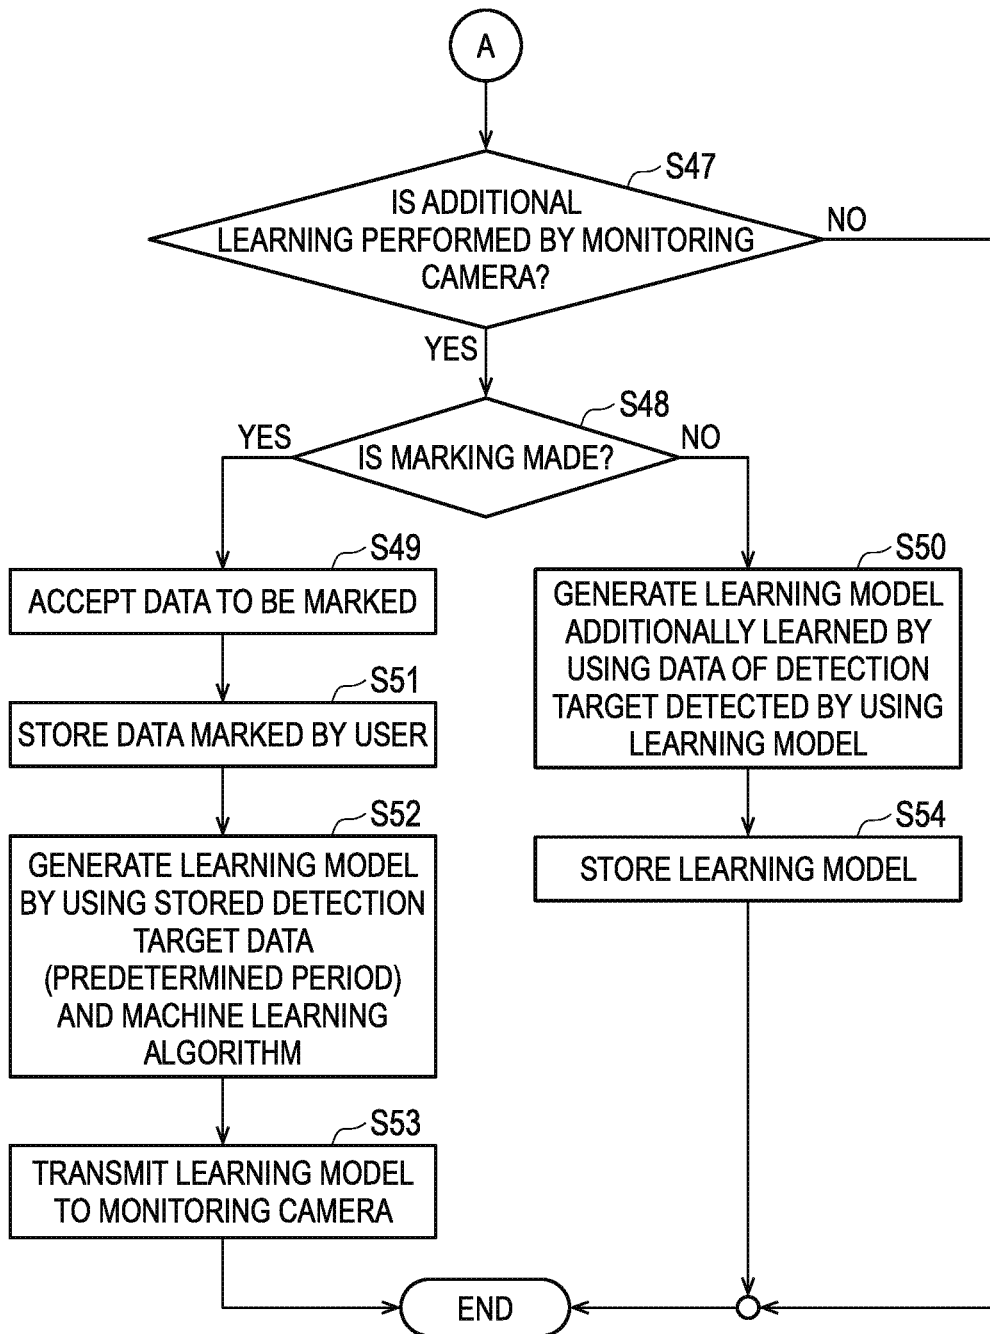 A
S47
IS ADDITIONAL
LEARNING PERFORMED BY MONITORING
CAMERA?
NO
YES
S48
YES
IS MARKING MADE?
NO
S49
ACCEPT DATA TO BE MARKED
S51
STORE DATA MARKED BY USER
S52
GENERATE LEARNING MODEL
BY USING STORED DETECTION
TARGET DATA
(PREDETERMINED PERIOD)
AND MACHINE LEARNING
ALGORITHM
S53
TRANSMIT LEARNING MODEL
TO MONITORING CAMERA
S50
GENERATE LEARNING MODEL
ADDITIONALLY LEARNED BY
USING DATA OF DETECTION
TARGET DETECTED BY USING
LEARNING MODEL
S54
STORE LEARNING MODEL
END